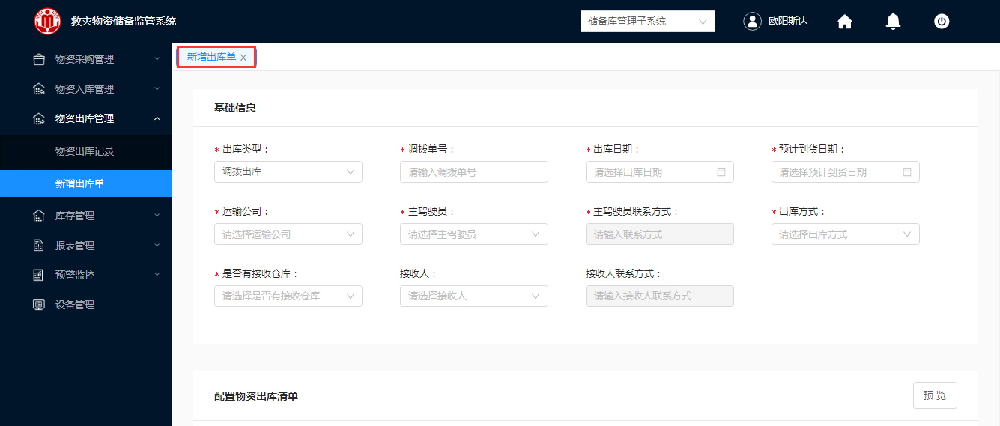 救灾物资储备监管系统
储备库管理子系统
欧阳斯达
物资采购管理
物资入库管理
物资出库管理
物资出库记录
新增出库单
库存管理
报表管理
预警监控
设备管理
新增出库单
基础信息
* 出库类型： * 调拨单号： * 出库日期： * 预计到货日期：
调拨出库 请输入调拨单号 请选择出库日期 请选择预计到货日期
* 运输公司： * 主驾驶员： * 主驾驶员联系方式： * 出库方式：
请选择运输公司 请选择主驾驶员 请输入联系方式 请选择出库方式
* 是否有接收仓库： 接收人： 接收人联系方式：
请选择是否有接收仓库 请选择接收人 请输入接收人联系方式
配置物资出库清单 预 览